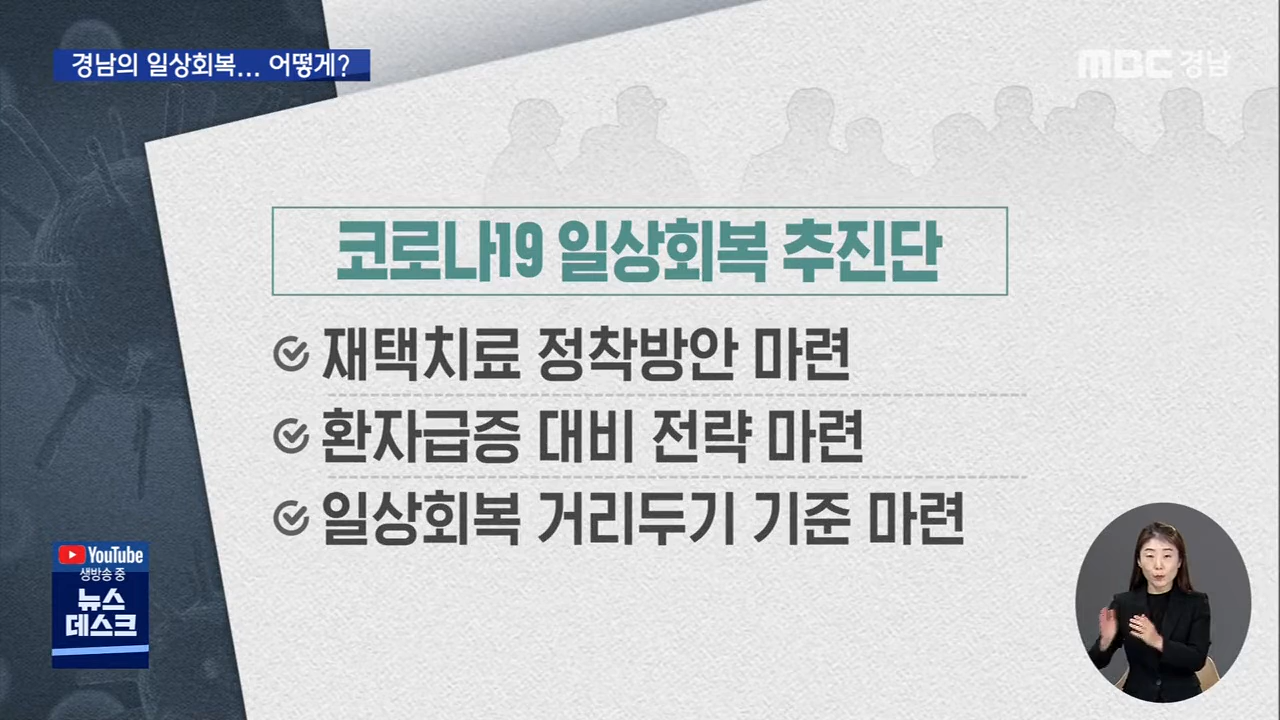 경남의 일상회복... 어떻게?
MBC 경남
코로나19 일상회복 추진단
재택치료 정착방안 마련
환자급증 대비 전략 마련
일상회복 거리두기 기준 마련
YouTube
생방송 중
뉴스
데스크